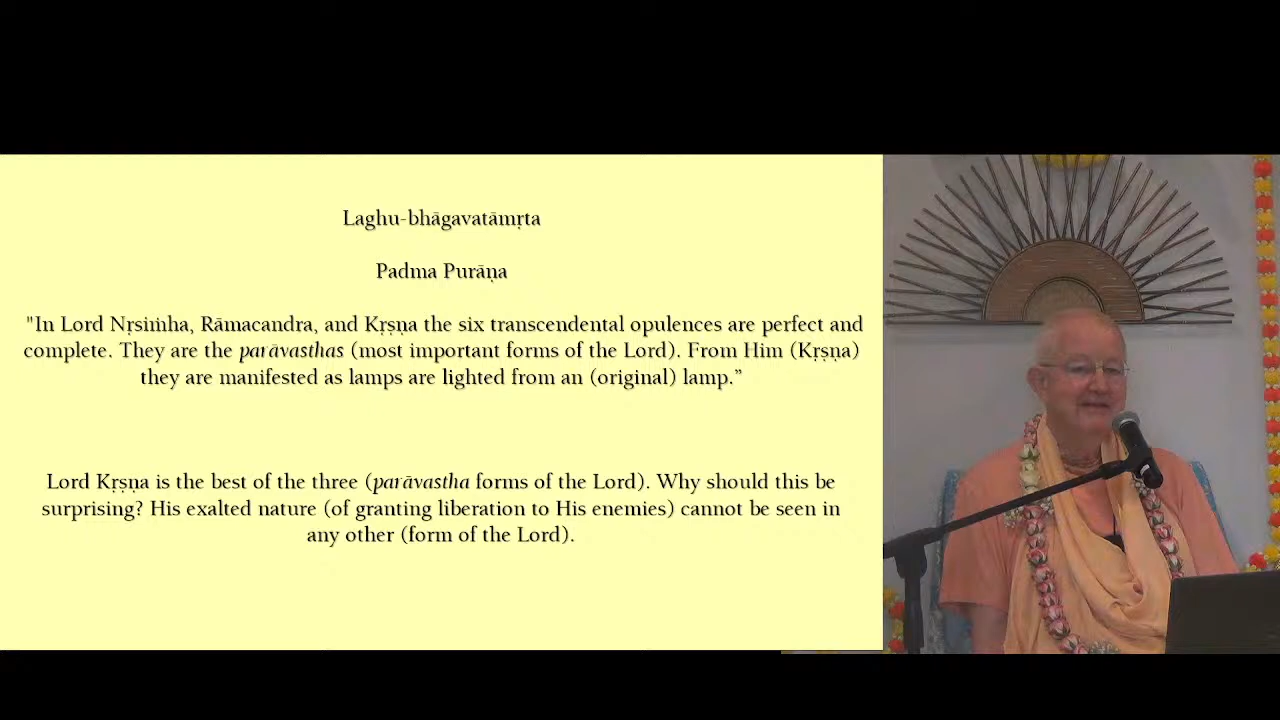 Laghu-bhāgavatāmṛta
Padma Purāṇa
"In Lord Nṛsiṁha, Rāmacandra, and Kṛṣṇa the six transcendental opulences are perfect and
complete. They are the parāvasthas (most important forms of the Lord). From Him (Kṛṣṇa)
they are manifested as lamps are lighted from an (original) lamp.”
Lord Kṛṣṇa is the best of the three (parāvastha forms of the Lord). Why should this be
surprising? His exalted nature (of granting liberation to His enemies) cannot be seen in
any other (form of the Lord).